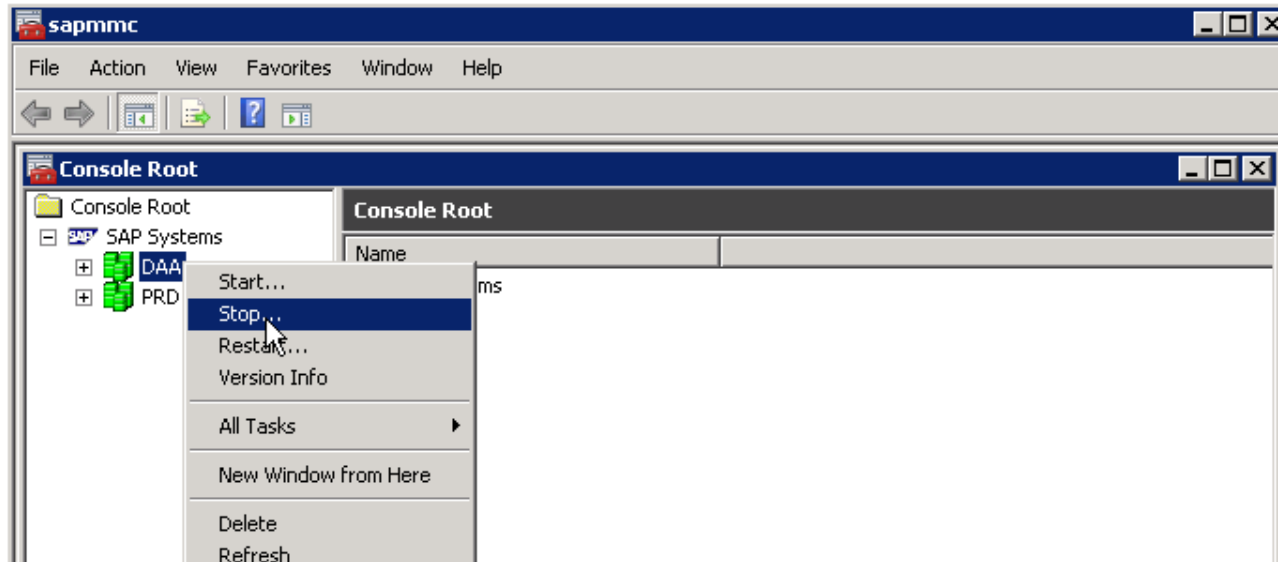 sapmmc
File Action View Favorites Window Help
Console Root
Console Root
Console Root
SAP SAP Systems
Name
DAA
PRD
ms
Start...
Stop...
Restart...
Version Info
All Tasks
New Window from Here
Delete
Refresh